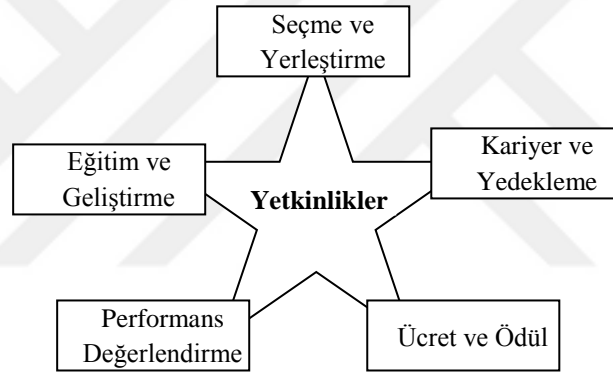 Seçme ve
Yerleştirme
Eğitim ve
Geliştirme
Kariyer ve
Yedekleme
Yetkinlikler
Performans
Değerlendirme
Ücret ve Ödül